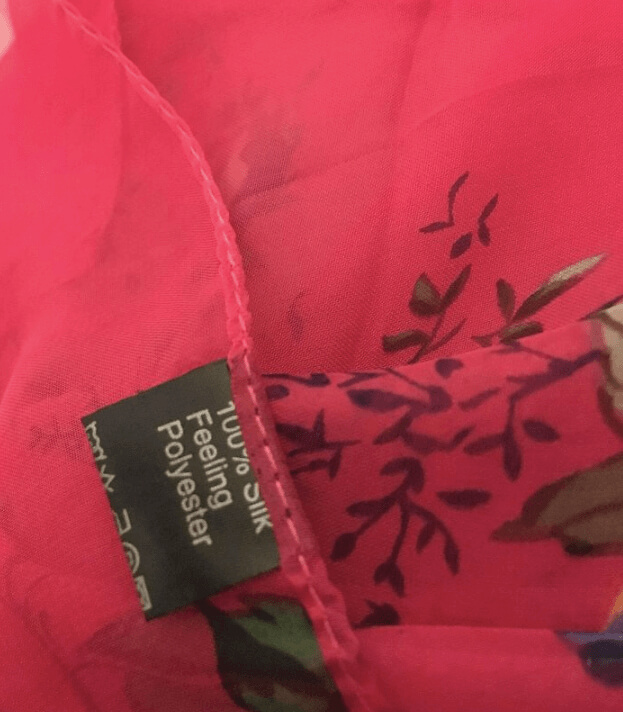 100% Silk
Feeling
Polyester